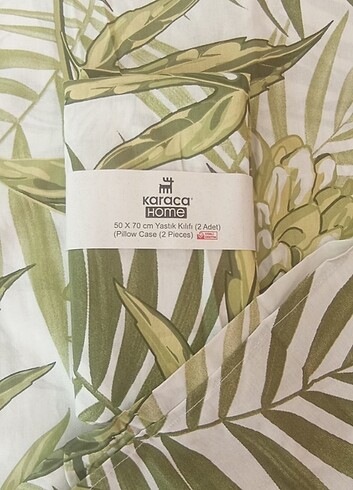 karaca
HOME
50 X 70 cm Yastık Kılıfı (2 Adet)
(Pillow Case (2 Pieces)